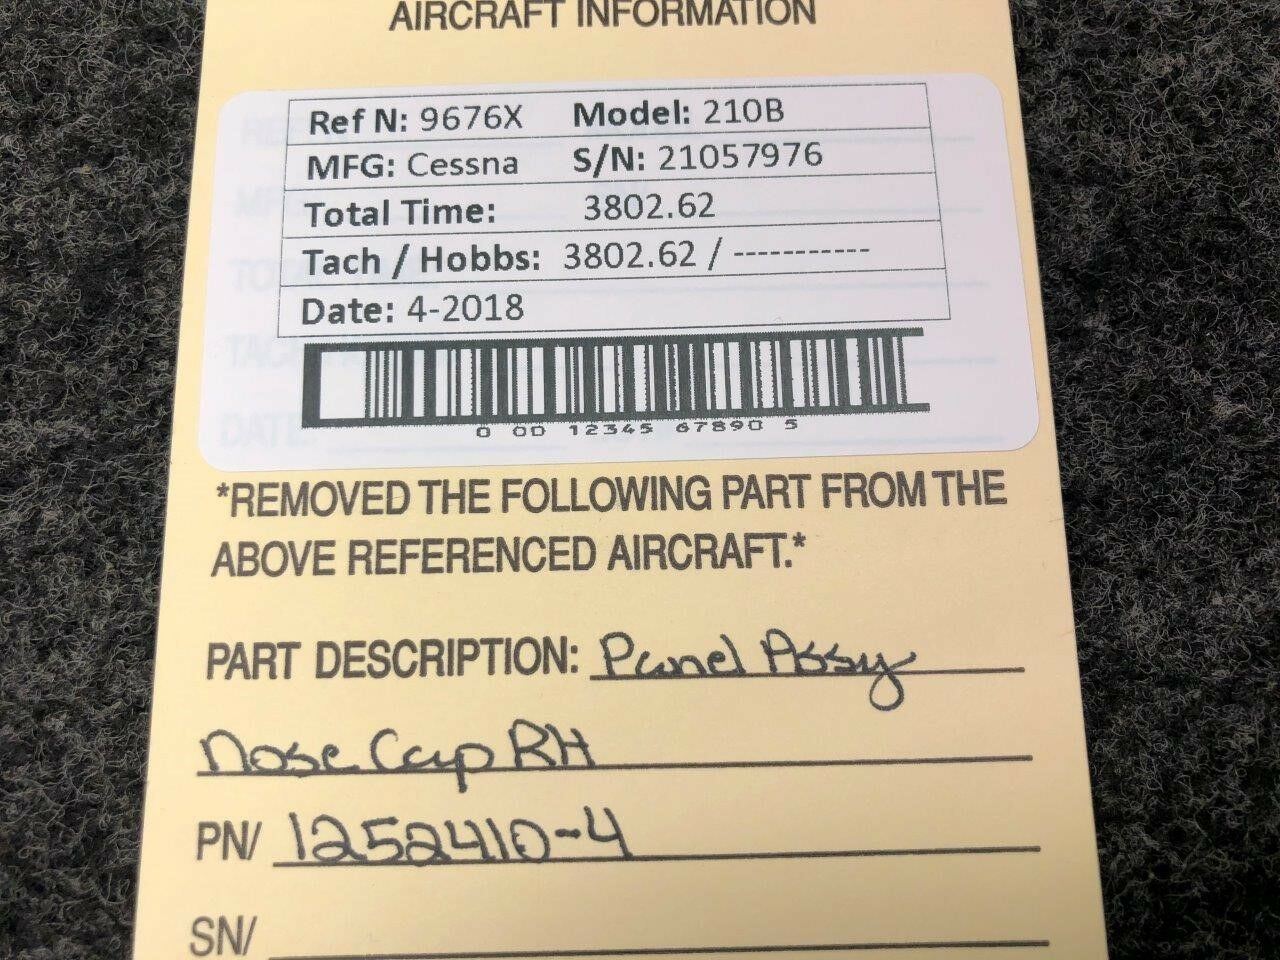 AIRCRAFT INFORMATION
Ref N: 9676X Model: 210B
MFG: Cessna S/N: 21057976
Total Time: 3802.62
Tach / Hobbs: 3802.62 / -----------
Date: 4-2018
0 00 12345 67890 5
*REMOVED THE FOLLOWING PART FROM THE
ABOVE REFERENCED AIRCRAFT.*
PART DESCRIPTION: Panel Assy
Nose Cap RH
PN/ 1252410-4
SN/